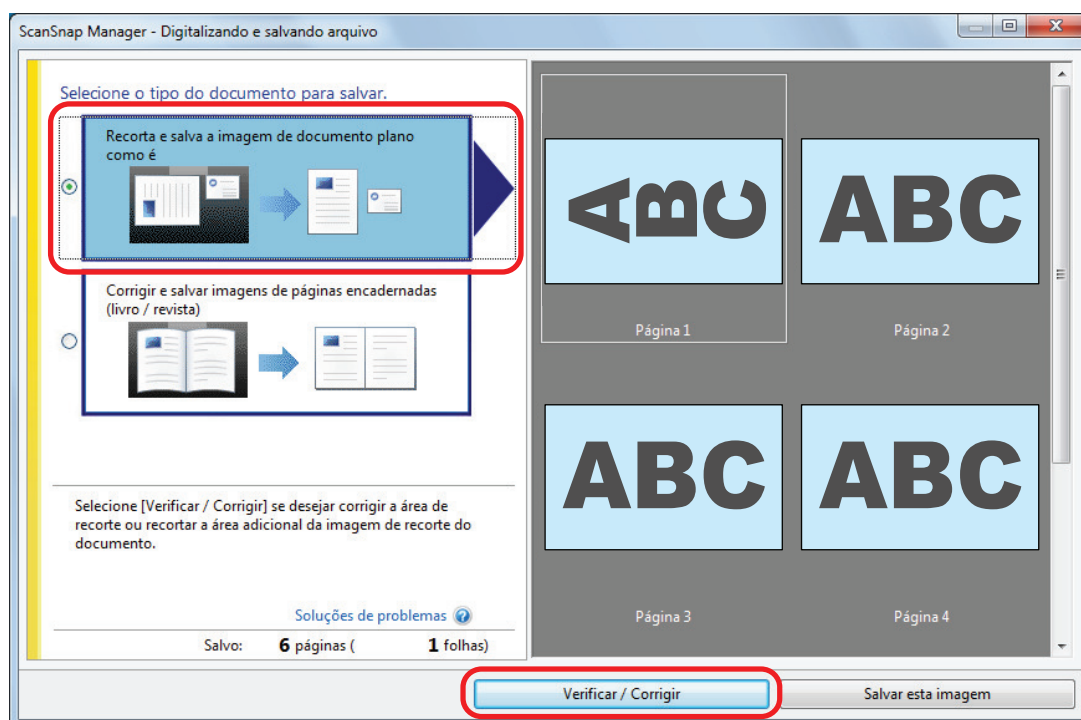 ScanSnap Manager - Digitalizando e salvando arquivo
Selecione o tipo do documento para salvar.
Recorta e salva a imagem de documento plano
como é
Corrigir e salvar imagens de páginas encadernadas
(livro / revista)
Selecione [Verificar / Corrigir] se desejar corrigir a área de
recorte ou recortar a área adicional da imagem de recorte do
documento.
Soluções de problemas
Salvo: 6 páginas ( 1 folhas)
ABC
ABC
Página 1
Página 2
ABC
ABC
Página 3
Página 4
Verificar / Corrigir
Salvar esta imagem